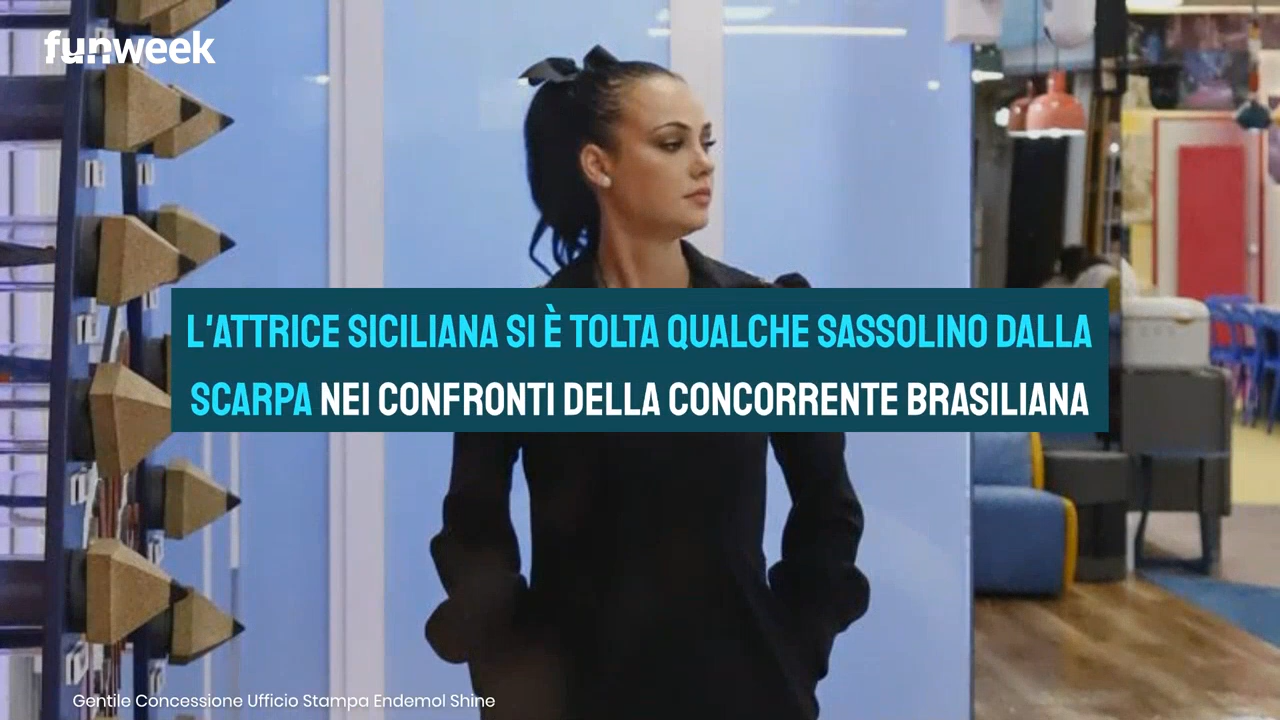 funweek
L'ATTRICE SICILIANA SI È TOLTA QUALCHE SASSOLINO DALLA
SCARPA NEI CONFRONTI DELLA CONCORRENTE BRASILIANA
Gentile Concessione Ufficio Stampa Endemol Shine